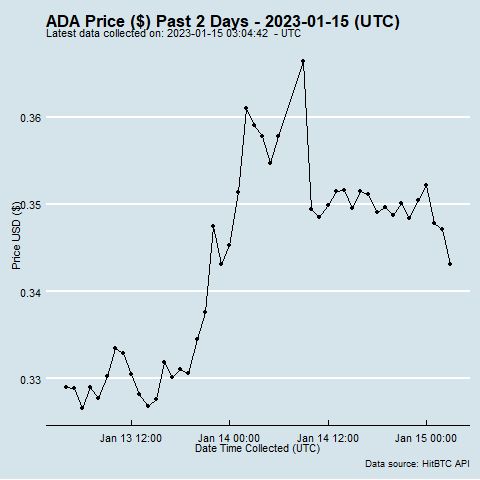 ADA Price ($) Past 2 Days - 2023-01-15 (UTC)
Latest data collected on: 2023-01-15 03:04:42  - UTC
0.36
0.35
Price USD ($)
0.34
0.33
Jan 13 12:00
Jan 14 00:00
Jan 14 12:00
Jan 15 00:00
Date Time Collected (UTC)
Data source: HitBTC API